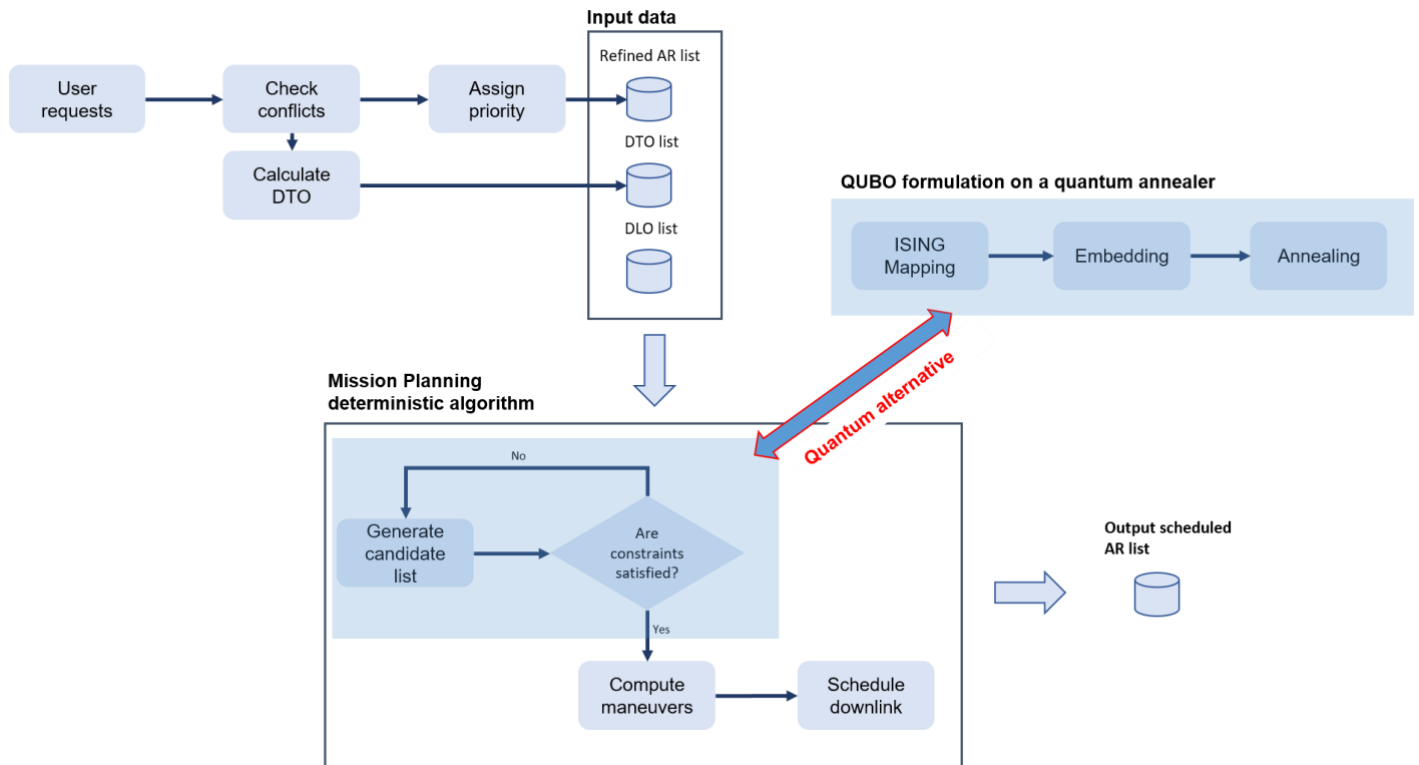 Input data
Refined AR list
User
requests
Check
conflicts
Assign
priority
DTO list
Calculate
DTO
DLO list
QUBO formulation on a quantum annealer
ISING
Mapping
Embedding
Annealing
Quantum alternative
Mission Planning
deterministic algorithm
No
Generate
candidate
list
Are
constraints
satisfied?
Yes
Compute
maneuvers
Schedule
downlink
Output scheduled
AR list